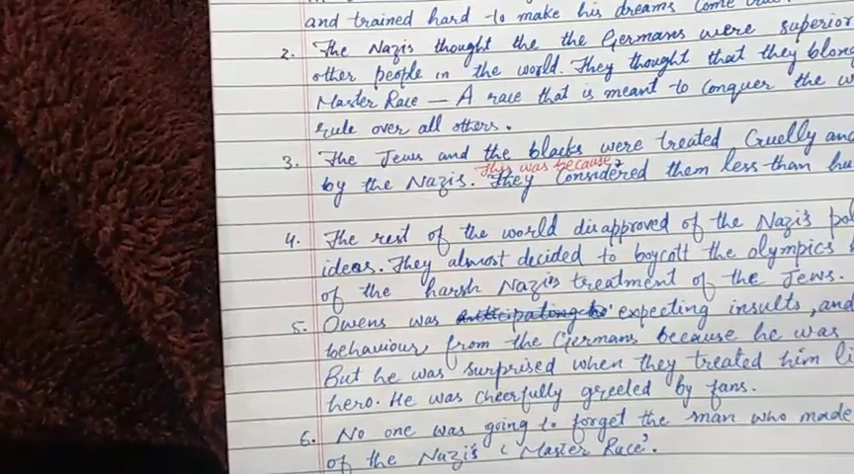 and trained hard to make his dreams come
2. The Nazis thought the the Germans were superior
other people in the world. They thought that they
Master Race — A race that is meant to conquer the
rule over all others.
3. The Jews and the blacks were treated Cruelly and
This was because
by the Nazis. They Considered them less than hu
4. The rest of the world disapproved of the Nazi's pol
ideas. They almost decided to boycott the olympics
of the harsh Nazi's treatment of the Jews.
5. Owens was expecting insults, and
behaviour from the Germans because he was
But he was surprised when they treated him li
hero. He was cheerfully greeted by fans.
6. No one was going to forget the man who made
of the Nazi's 'Master Race'.